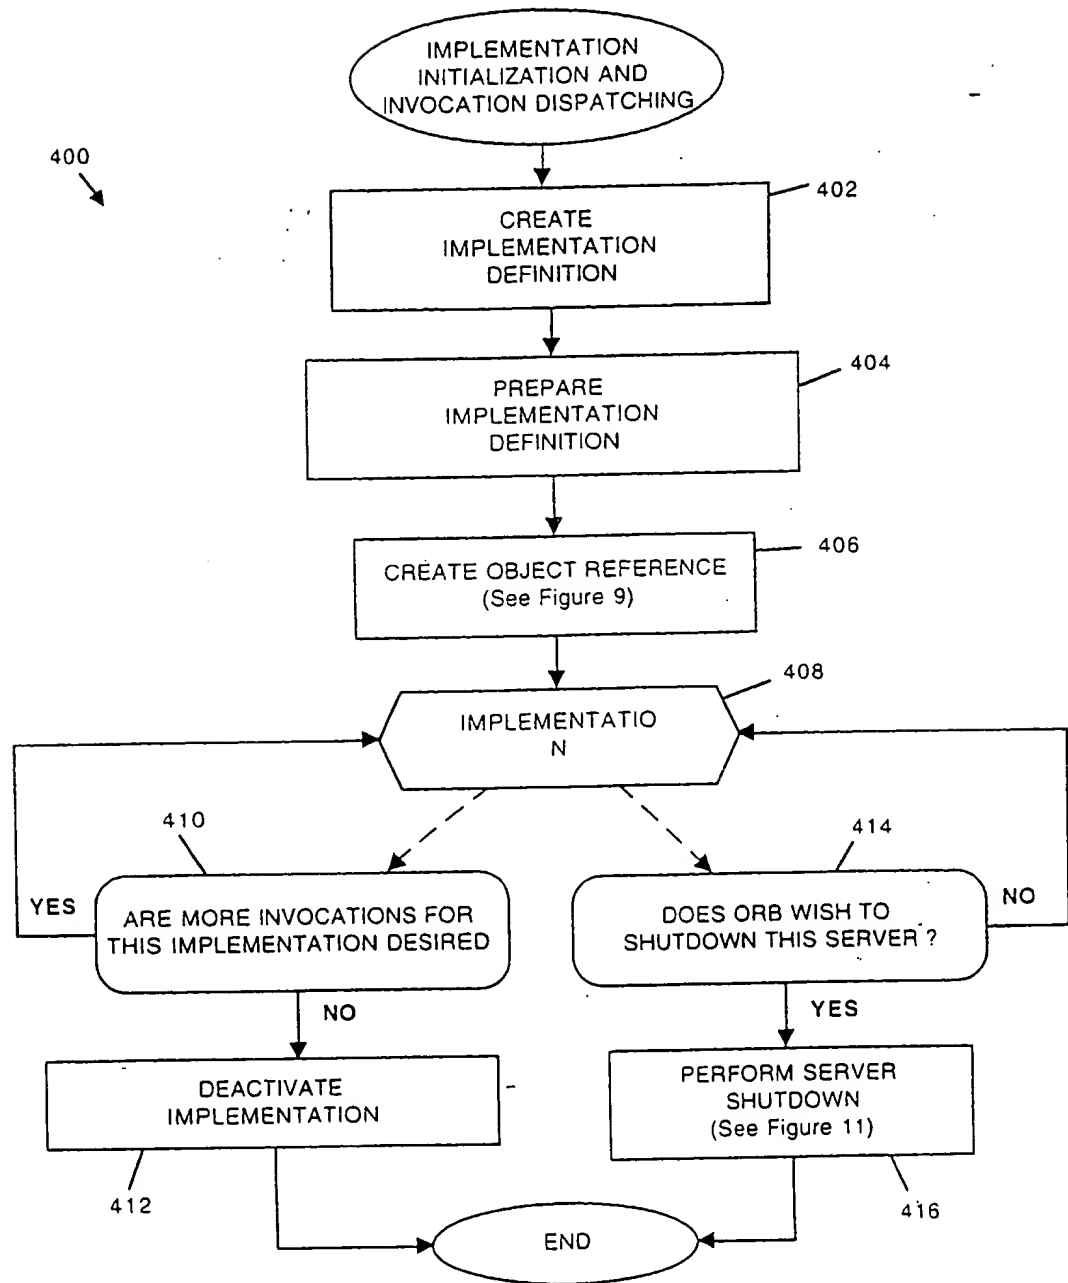 IMPLEMENTATION
INITIALIZATION AND
INVOCATION DISPATCHING
400
402
CREATE
IMPLEMENTATION
DEFINITION
404
PREPARE
IMPLEMENTATION
DEFINITION
406
CREATE OBJECT REFERENCE
(See Figure 9)
408
IMPLEMENTATIO
N
410
414
YES
ARE MORE INVOCATIONS FOR
THIS IMPLEMENTATION DESIRED
DOES ORB WISH TO
SHUTDOWN THIS SERVER ?
NO
NO
YES
DEACTIVATE
IMPLEMENTATION
PERFORM SERVER
SHUTDOWN
(See Figure 11)
412
416
END